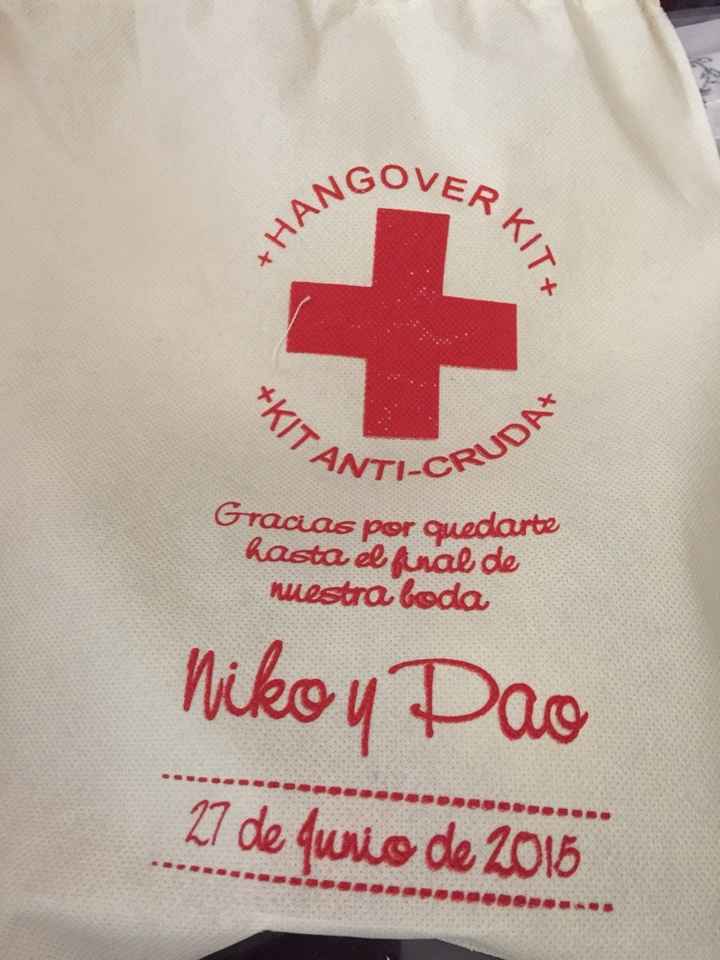 +HANGOVER KIT+
+KIT ANTI-CRUDA+
Gracias por quedarte
hasta el final de
nuestra boda
Niko y Pao
27 de Junio de 2015